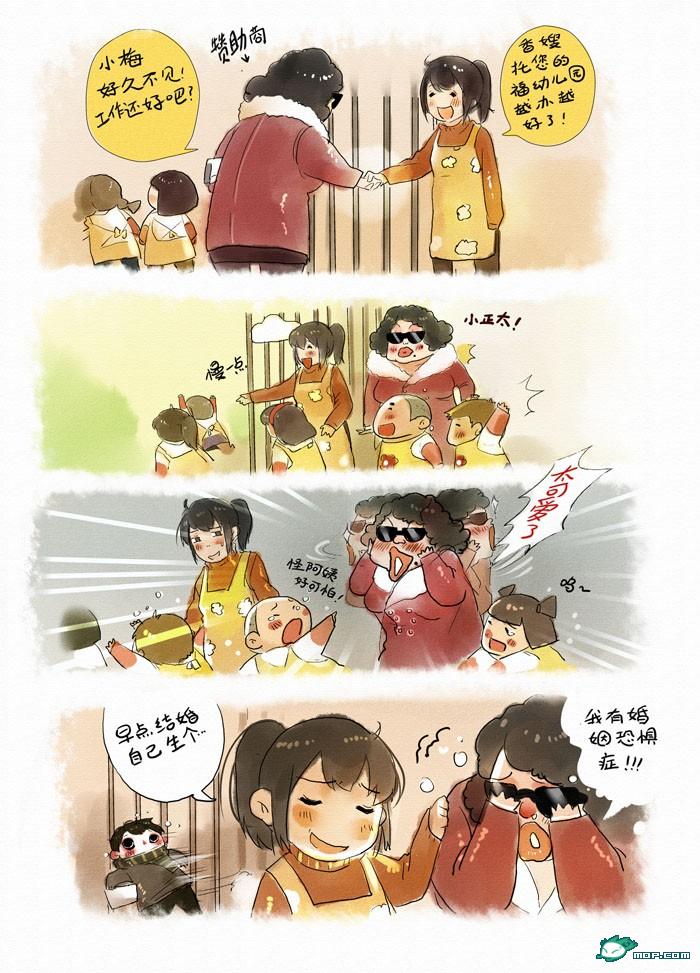 小梅
好久不见!
工作还好吧?
赞助商
香嫂
托您的
福幼儿园
越办越
好了!
慢一点
小正太!
太可爱了
怪阿姨
好可怕!
呜~
早点结婚
自己生个...
我有婚
姻恐惧
症!!!
MOP.COM